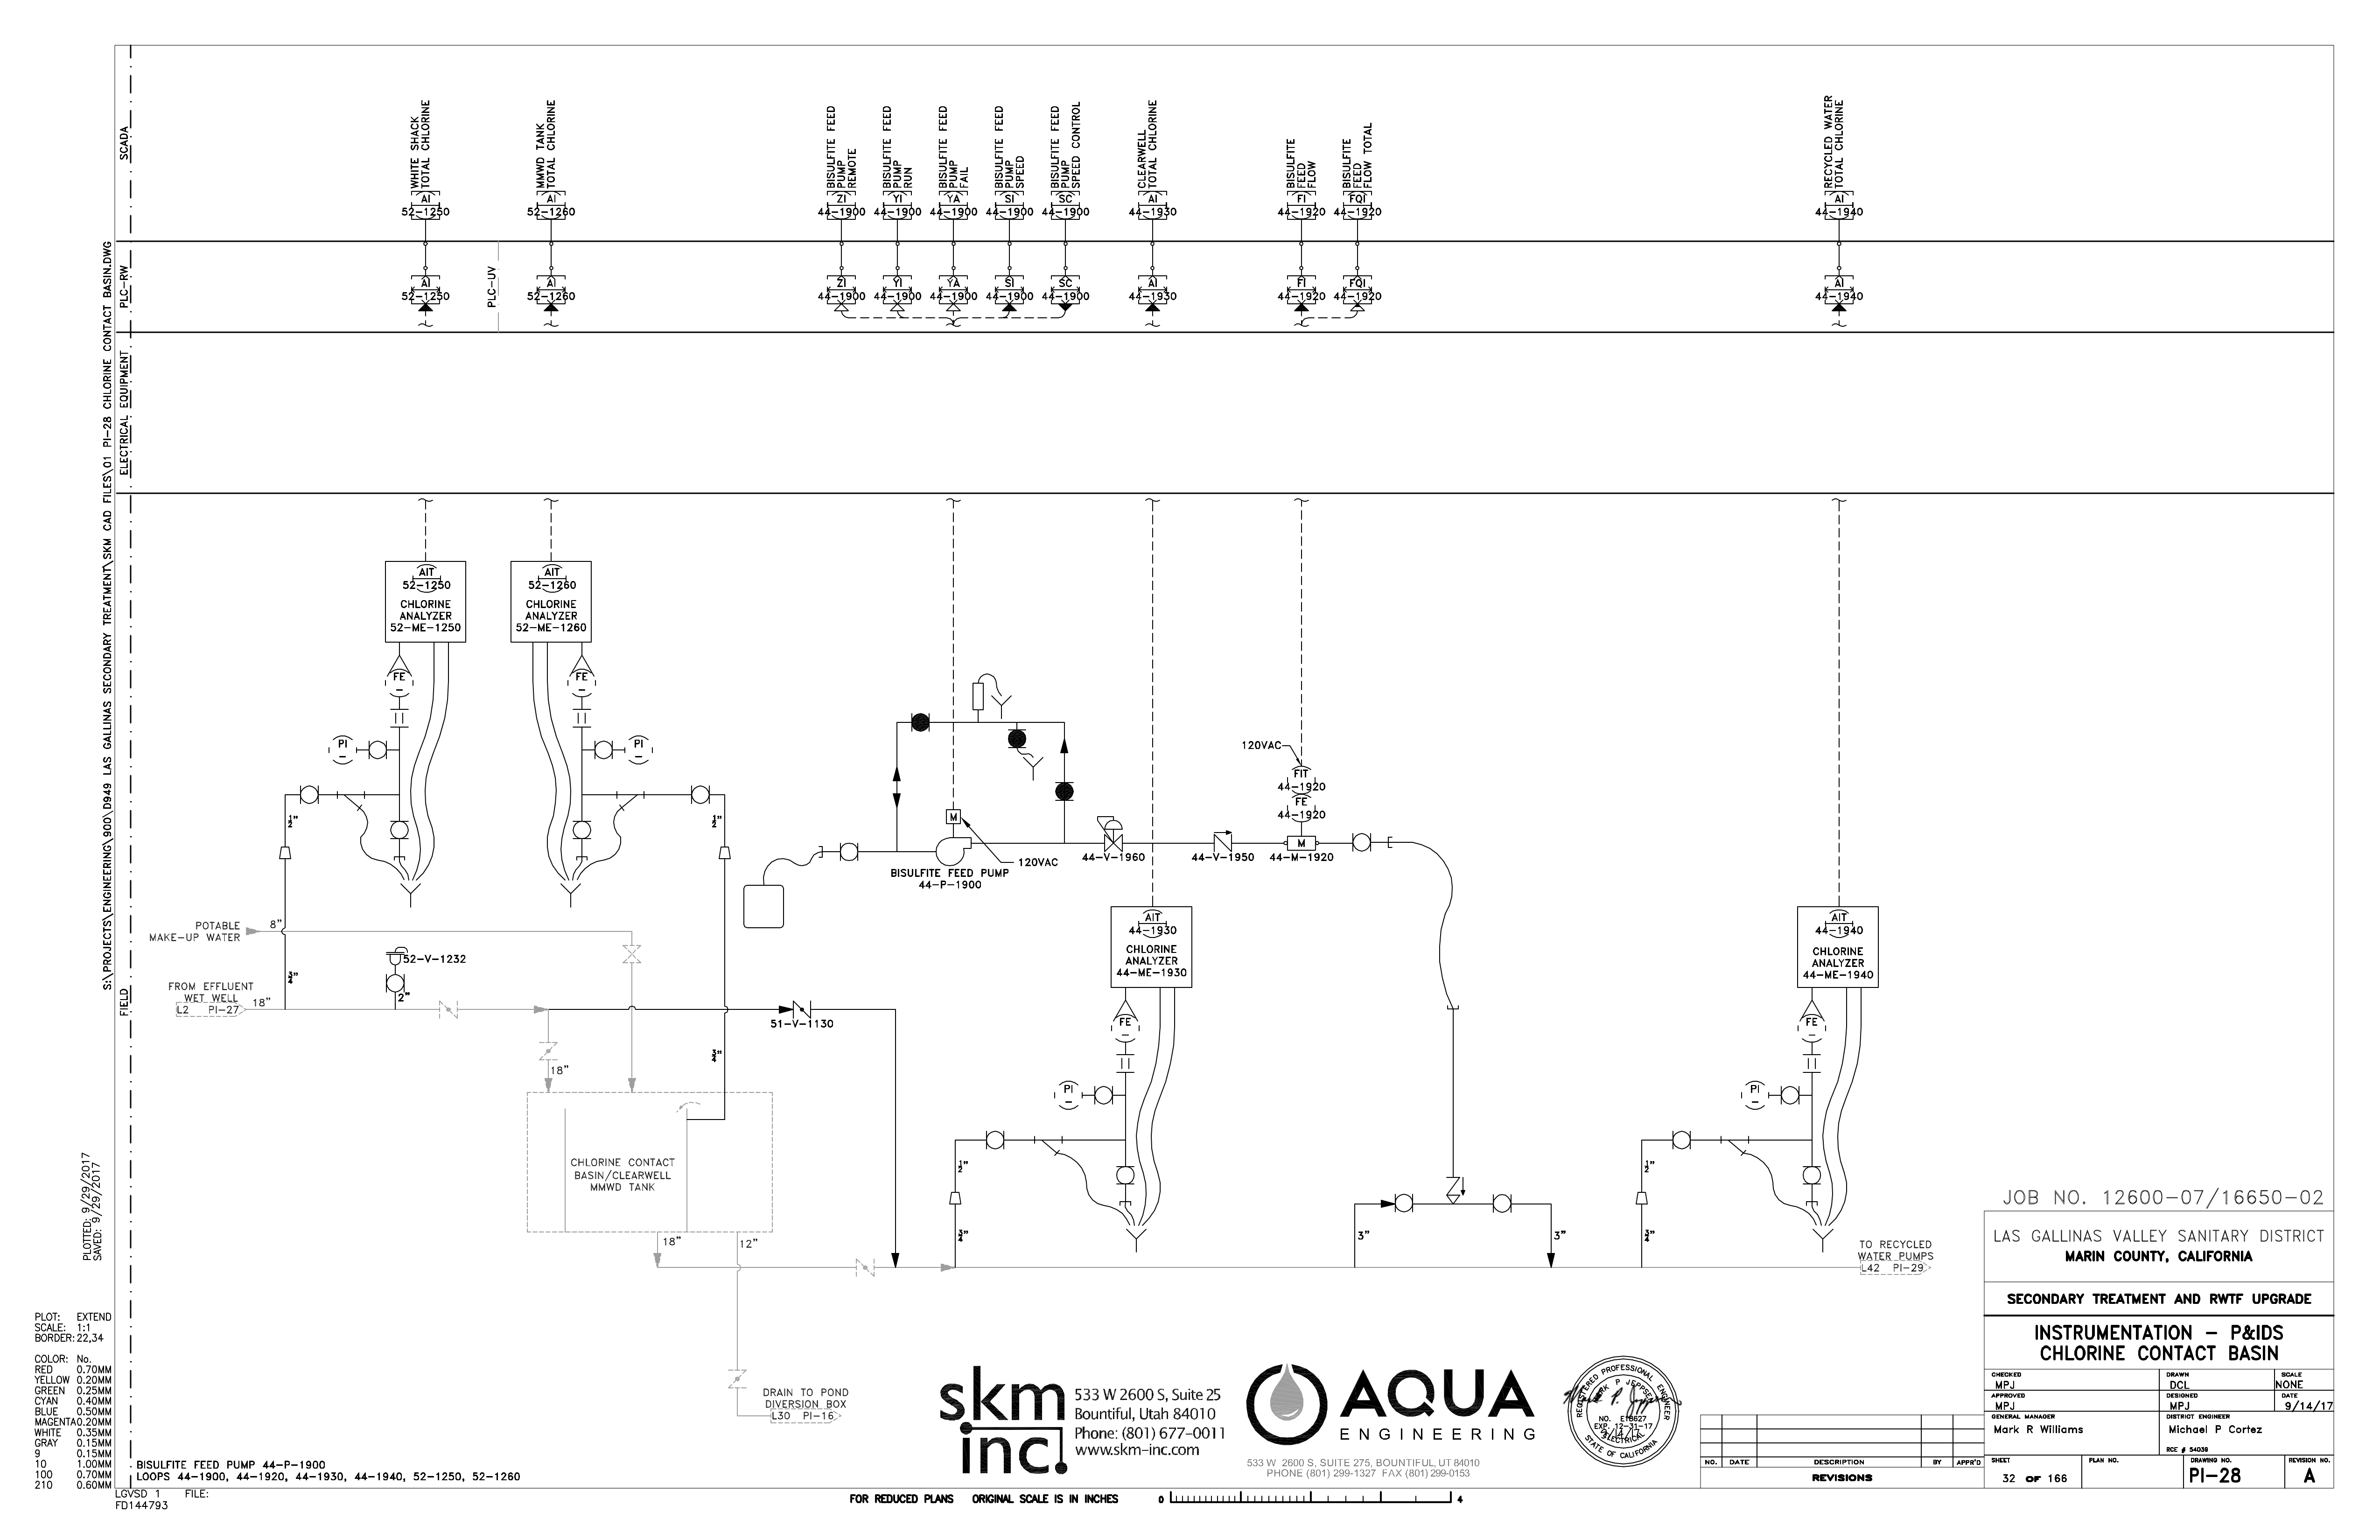 SCADA
WHITE SHACK
TOTAL CHLORINE
MMWD TANK
TOTAL CHLORINE
BISULFITE FEED
PUMP
REMOTE
BISULFITE FEED
PUMP
RUN
BISULFITE FEED
PUMP
FAIL
BISULFITE FEED
PUMP
SPEED
BISULFITE FEED
PUMP
SPEED CONTROL
CLEARWELL
TOTAL CHLORINE
BISULFITE
FEED
FLOW
BISULFITE
FEED
FLOW TOTAL
RECYCLED WATER
TOTAL CHLORINE
AI
52-1250
AI
52-1260
ZI
44-1900
YI
44-1900
YA
44-1900
SI
44-1900
SC
44-1900
AI
44-1930
FI
44-1920
FQI
44-1920
AI
44-1940
PLC-RW
PLC-UV
AI
52-1250
AI
52-1260
ZI
44-1900
YI
44-1900
YA
44-1900
SI
44-1900
SC
44-1900
AI
44-1930
FI
44-1920
FQI
44-1920
AI
44-1940
ELECTRICAL EQUIPMENT
FIELD
S:\PROJECTS\ENGINEERING\900\D949 LAS GALLINAS SECONDARY TREATMENT\SKM CAD FILES\01 PI-28 CHLORINE CONTACT BASIN.DWG
AIT
52-1250
CHLORINE
ANALYZER
52-ME-1250
AIT
52-1260
CHLORINE
ANALYZER
52-ME-1260
FE
-
FE
-
PI
-
PI
-
1/2"
1/2"
M
120VAC
BISULFITE FEED PUMP
44-P-1900
44-V-1960
44-V-1950
120VAC
FIT
44-1920
FE
44-1920
M
44-M-1920
POTABLE
MAKE-UP WATER
8"
52-V-1232
3/4"
2"
FROM EFFLUENT
WET WELL
L2 PI-27
18"
51-V-1130
3/4"
18"
CHLORINE CONTACT
BASIN/CLEARWELL
MMWD TANK
18"
12"
DRAIN TO POND
DIVERSION BOX
L30 PI-16
AIT
44-1930
CHLORINE
ANALYZER
44-ME-1930
FE
-
PI
-
1/2"
3/4"
3"
3"
AIT
44-1940
CHLORINE
ANALYZER
44-ME-1940
FE
-
PI
-
1/2"
3/4"
TO RECYCLED
WATER PUMPS
L42 PI-29
PLOTTED: 9/29/2017
SAVED: 9/29/2017
PLOT: EXTEND
SCALE: 1:1
BORDER: 22,34
COLOR: No.
RED 0.70MM
YELLOW 0.20MM
GREEN 0.25MM
CYAN 0.40MM
BLUE 0.50MM
MAGENTA 0.20MM
WHITE 0.35MM
GRAY 0.15MM
9 0.15MM
10 1.00MM
100 0.70MM
210 0.60MM
BISULFITE FEED PUMP 44-P-1900
LOOPS 44-1900, 44-1920, 44-1930, 44-1940, 52-1250, 52-1260
LGVSD 1 FILE:
FD144793
skm
inc.
533 W 2600 S, Suite 25
Bountiful, Utah 84010
Phone: (801) 677-0011
www.skm-inc.com
AQUA
ENGINEERING
533 W 2600 S, SUITE 275, BOUNTIFUL, UT 84010
PHONE (801) 299-1327 FAX (801) 299-0153
REGISTERED PROFESSIONAL ENGINEER
MARK P JEPPSEN
NO. E18627
EXP. 12-31-17
9/14/17
ELECTRICAL
STATE OF CALIFORNIA
FOR REDUCED PLANS ORIGINAL SCALE IS IN INCHES
0 4
JOB NO. 12600-07/16650-02
LAS GALLINAS VALLEY SANITARY DISTRICT
MARIN COUNTY, CALIFORNIA
SECONDARY TREATMENT AND RWTF UPGRADE
INSTRUMENTATION - P&IDS
CHLORINE CONTACT BASIN
CHECKED MPJ
DRAWN DCL
SCALE NONE
APPROVED MPJ
DESIGNED MPJ
DATE 9/14/17
GENERAL MANAGER
Mark R Williams
DISTRICT ENGINEER
Michael P Cortez
RCE # 54039
NO. DATE DESCRIPTION BY APPR'D
REVISIONS
SHEET
32 OF 166
PLAN NO.
DRAWING NO.
PI-28
REVISION NO.
A